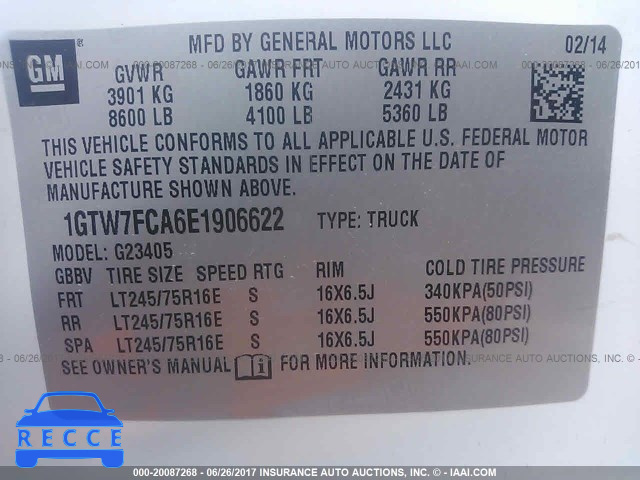 GM
MFD BY GENERAL MOTORS LLC 02/14
GVWR GAWR FRT GAWR RR
3901 KG 1860 KG 2431 KG
8600 LB 4100 LB 5360 LB
THIS VEHICLE CONFORMS TO ALL APPLICABLE U.S. FEDERAL MOTOR
VEHICLE SAFETY STANDARDS IN EFFECT ON THE DATE OF
MANUFACTURE SHOWN ABOVE.
1GTW7FCA6E1906622 TYPE: TRUCK
MODEL: G23405
GBBV TIRE SIZE SPEED RTG RIM COLD TIRE PRESSURE
FRT LT245/75R16E S 16X6.5J 340KPA(50PSI)
RR LT245/75R16E S 16X6.5J 550KPA(80PSI)
SPA LT245/75R16E S 16X6.5J 550KPA(80PSI)
SEE OWNER'S MANUAL FOR MORE INFORMATION.
RECCE
000-20087268 - 06/26/2017 INSURANCE AUTO AUCTIONS, INC. - © - IAAI.COM